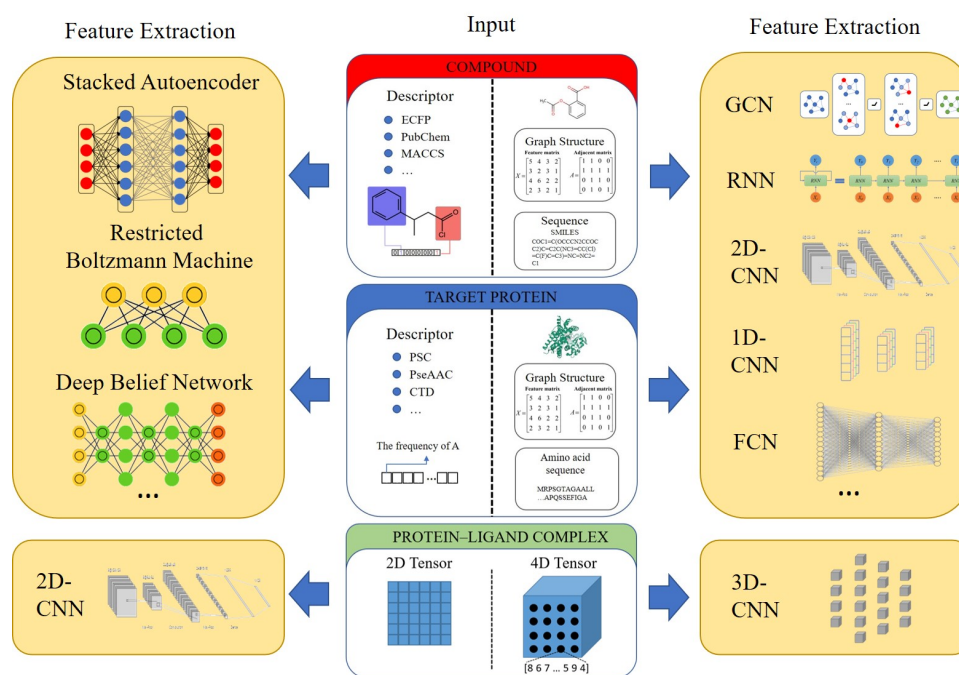 Feature Extraction
Input
Feature Extraction
Stacked Autoencoder
Restricted
Boltzmann Machine
Deep Belief Network
...
2D-
CNN
COMPOUND
Descriptor
ECFP
PubChem
MACCS
...
O
Cl
OH
O
Graph Structure
Feature matrix
Adjacent matrix
X = [5 4 3 2
3 2 3 1
4 6 2 2
2 3 2 1]
A = [1 1 0 0
1 1 1 1
0 1 1 0
0 1 0 1]
Sequence
SMILES
COC1=C(OCCCN2CCOC
C2)C=C2C(NC3=CC(Cl)
=C(F)C=C3)=NC=NC2=
C1
TARGET PROTEIN
Descriptor
PSC
PseAAC
CTD
...
The frequency of A
...
Graph Structure
Feature matrix
Adjacent matrix
X = [5 4 3 2
3 2 3 1
4 6 2 2
2 3 2 1]
A = [1 1 0 0
1 1 1 1
0 1 1 0
0 1 0 1]
Amino acid
sequence
MRPSGTAGAALL
...APQSSEFIGA
PROTEIN–LIGAND COMPLEX
2D Tensor
4D Tensor
[8 6 7 ... 5 9 4]
GCN
RNN
RNN
RNN
RNN
RNN
RNN
2D-
CNN
1D-
CNN
FCN
...
3D-
CNN